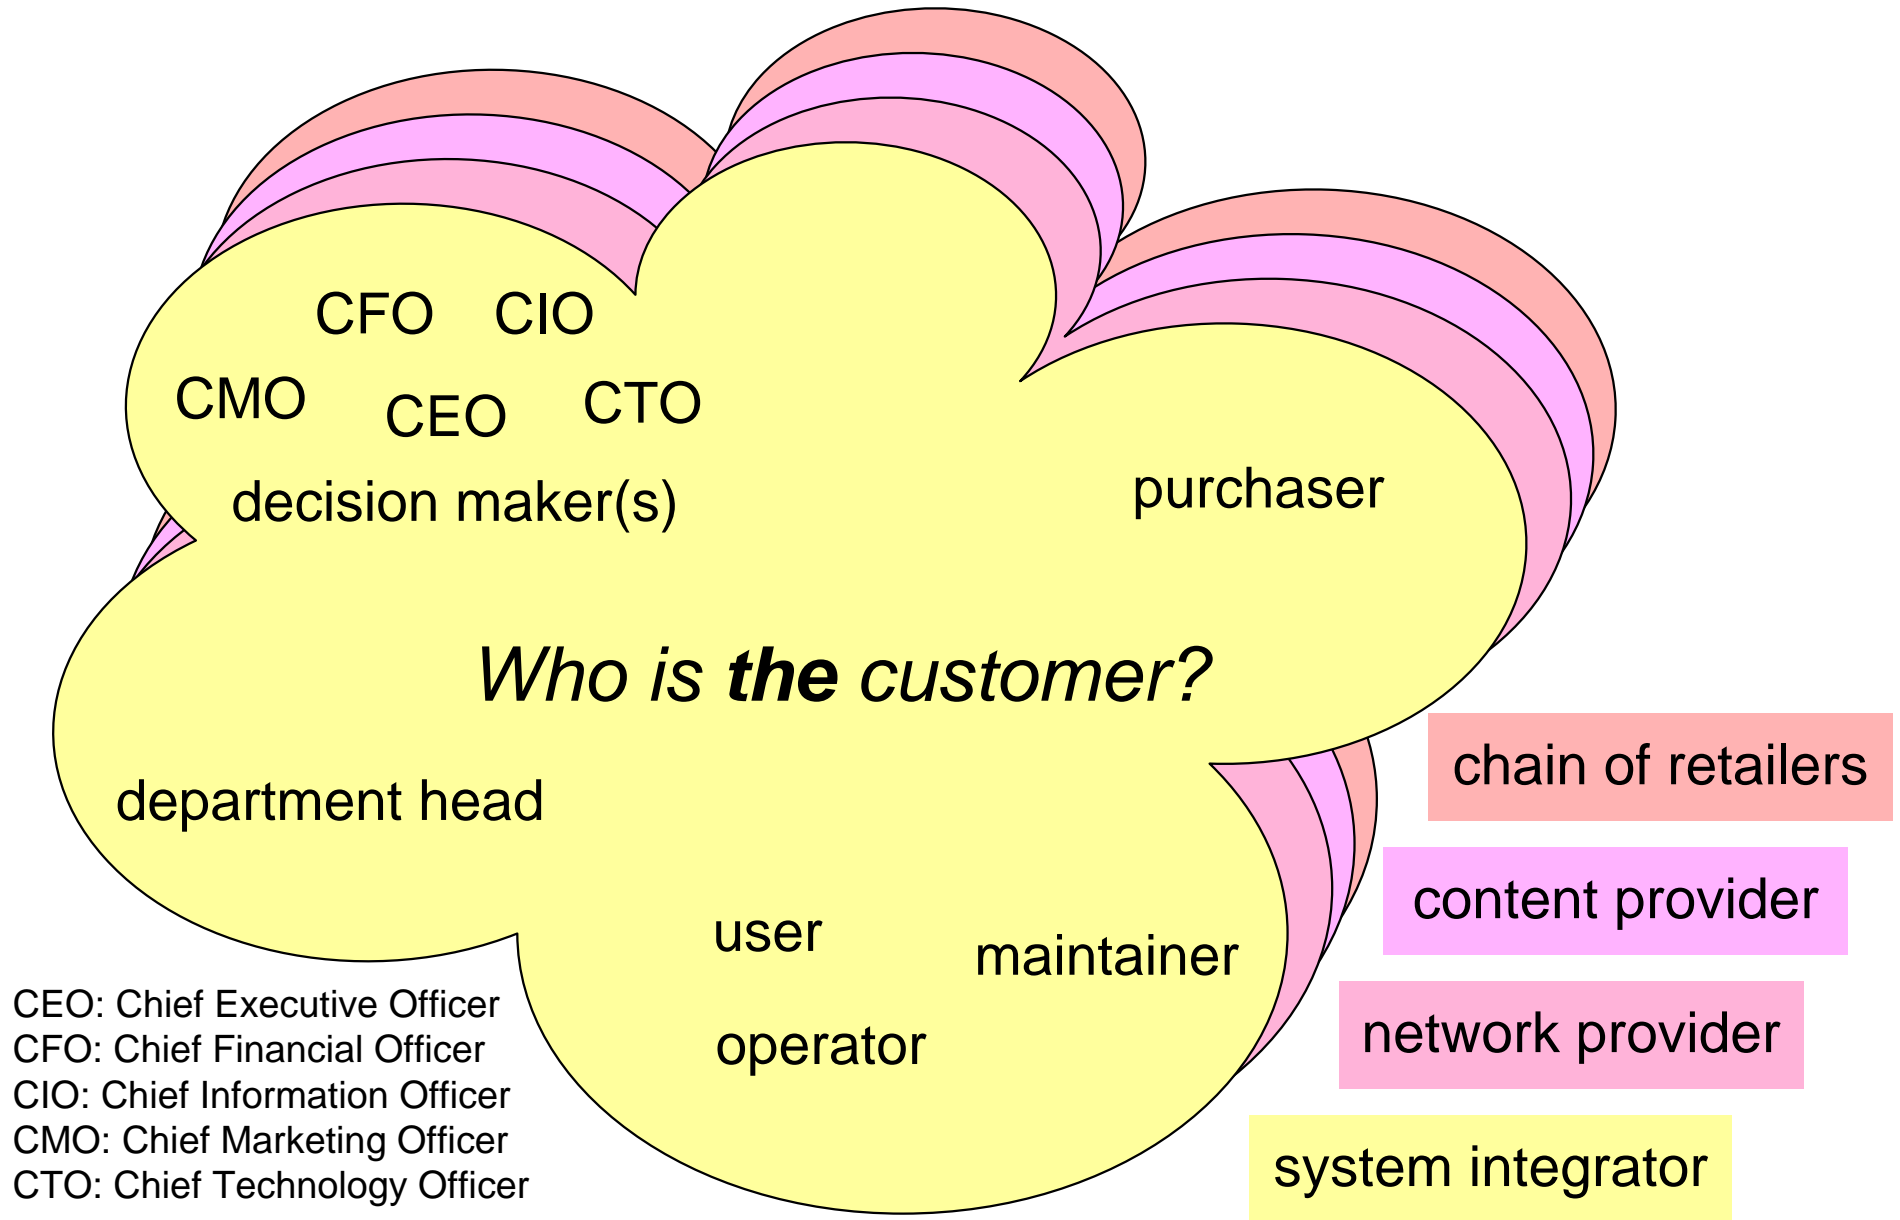 CFO CIO
CMO CEO CTO
decision maker(s)
purchaser
Who is the customer?
department head
user
maintainer
operator
chain of retailers
content provider
network provider
system integrator
CEO: Chief Executive Officer
CFO: Chief Financial Officer
CIO: Chief Information Officer
CMO: Chief Marketing Officer
CTO: Chief Technology Officer